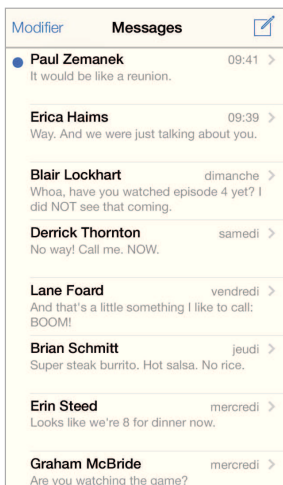 Modifier Messages
Paul Zemanek 09:41
It would be like a reunion.
Erica Haims 09:39
Way. And we were just talking about you.
Blair Lockhart dimanche
Whoa, have you watched episode 4 yet? I
did NOT see that coming.
Derrick Thornton samedi
No way! Call me. NOW.
Lane Foard vendredi
And that's a little something I like to call:
BOOM!
Brian Schmitt jeudi
Super steak burrito. Hot salsa. No rice.
Erin Steed mercredi
Looks like we're 8 for dinner now.
Graham McBride mercredi
Are you watching the game?